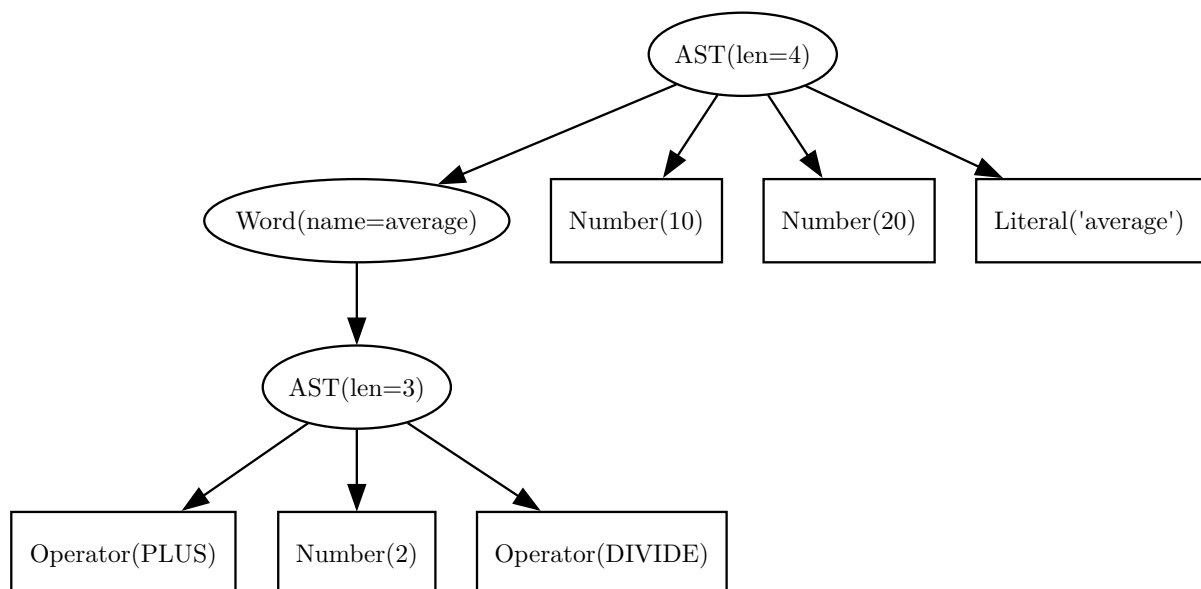 AST(len=4)
Word(name=average)
Number(10)
Number(20)
Literal('average')
AST(len=3)
Operator(PLUS)
Number(2)
Operator(DIVIDE)